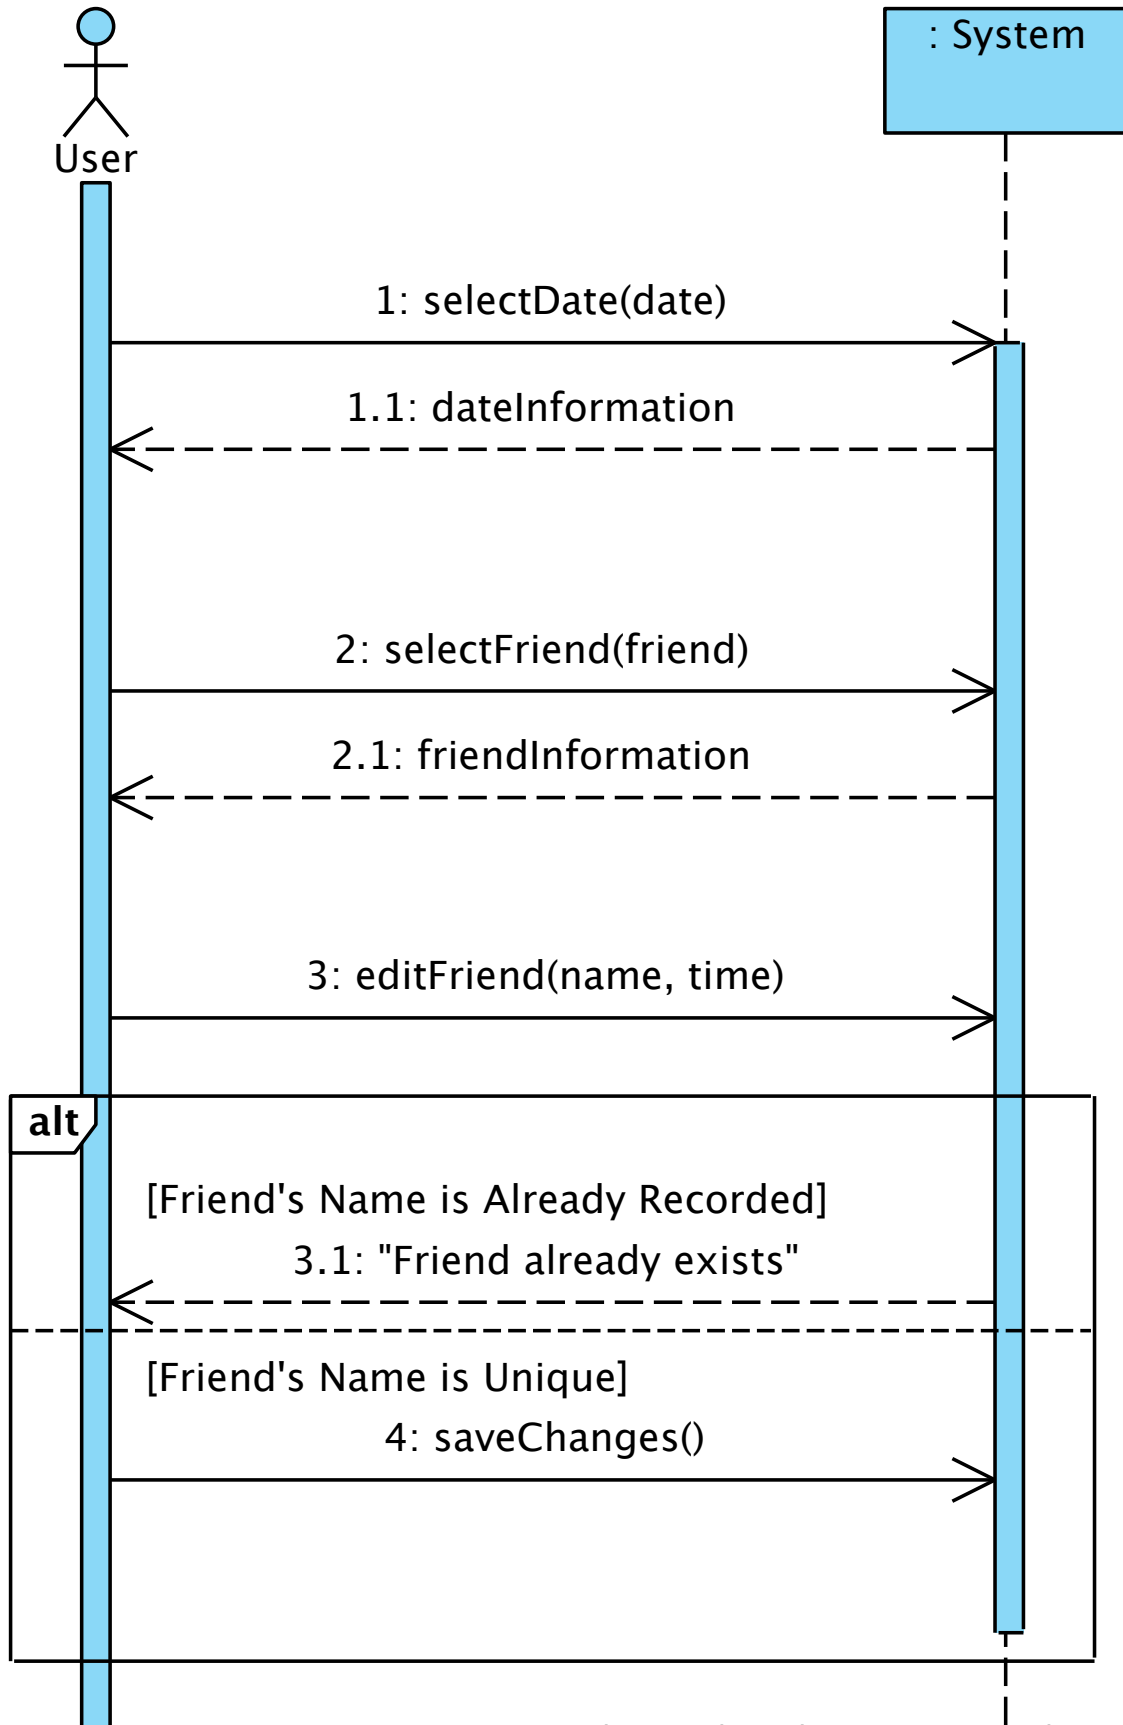 : System
User
1: selectDate(date)
1.1: dateInformation
2: selectFriend(friend)
2.1: friendInformation
3: editFriend(name, time)
alt
[Friend's Name is Already Recorded]
3.1: "Friend already exists"
[Friend's Name is Unique]
4: saveChanges()